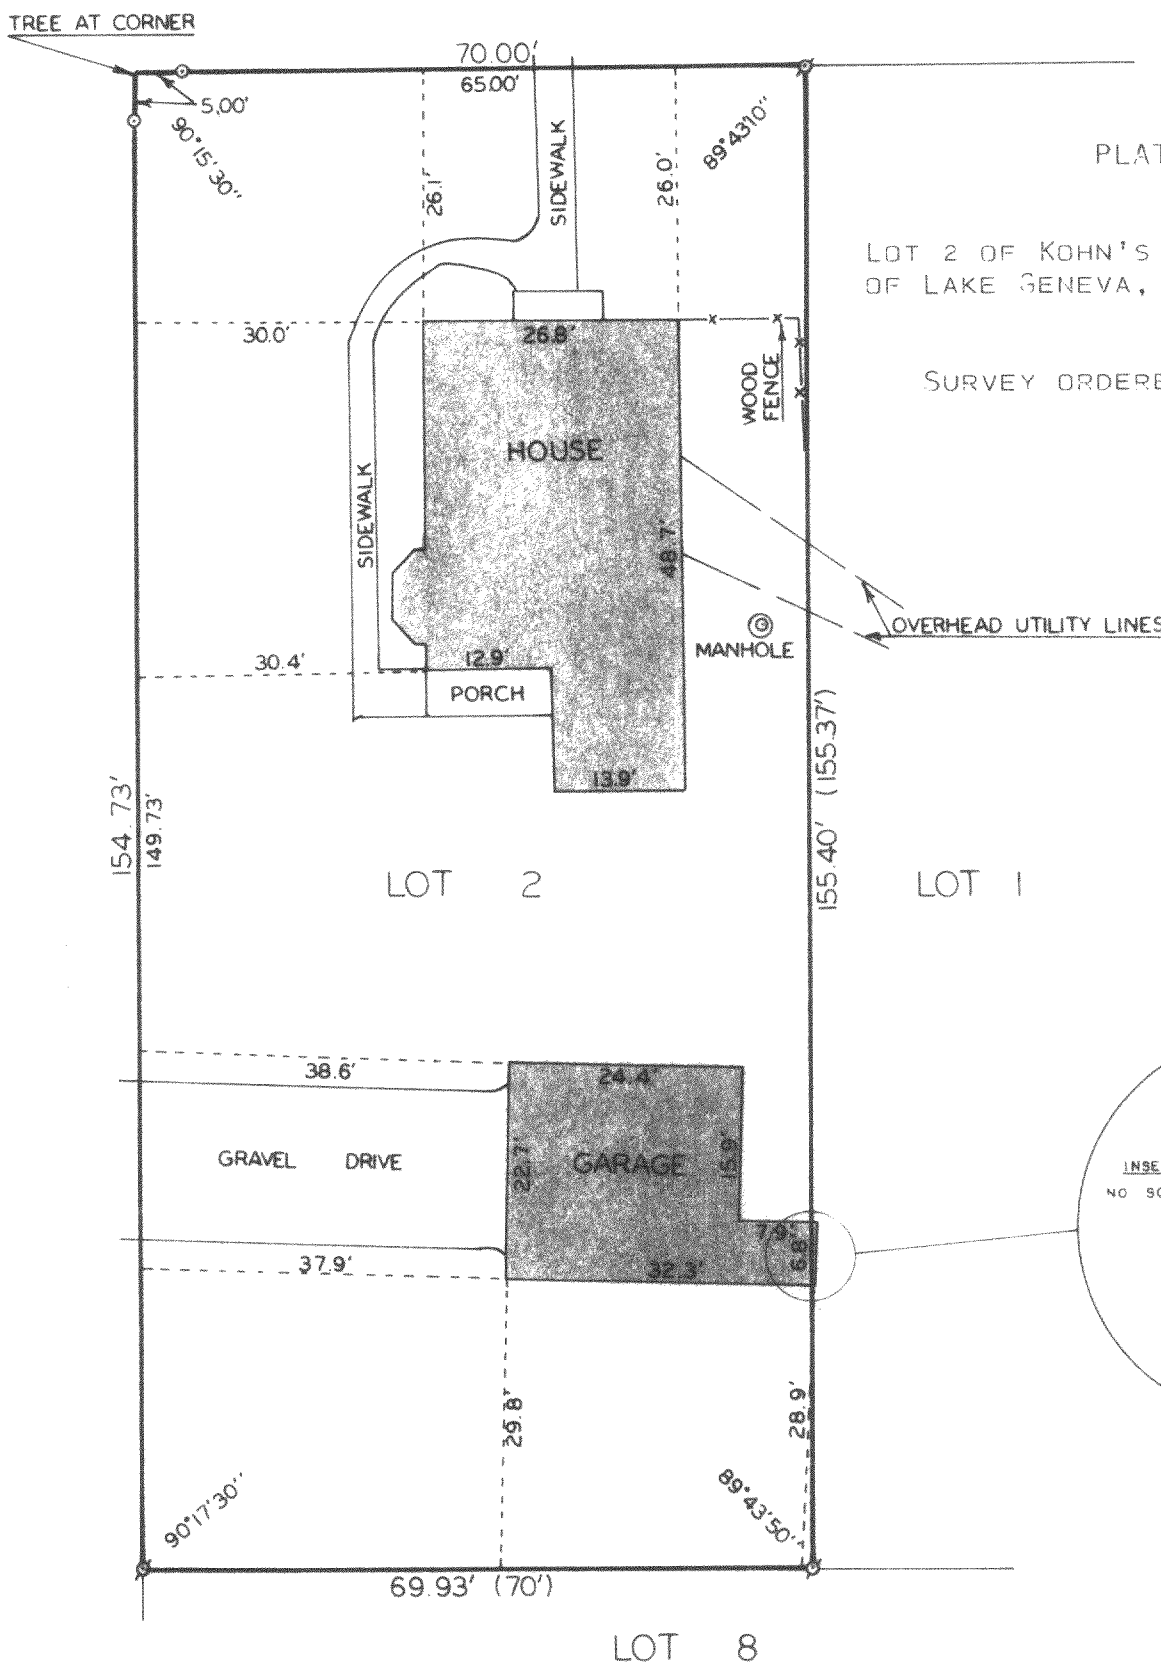 TREE AT CORNER
70.00'
65.00'
5.00'
90°15'30"
89°43'10"
26.1'
SIDEWALK
26.0'
PLAT
LOT 2 OF KOHN'S
OF LAKE GENEVA,
30.0'
26.8'
WOOD
FENCE
SURVEY ORDERE
HOUSE
SIDEWALK
48.7'
MANHOLE
OVERHEAD UTILITY LINES
30.4'
12.9'
PORCH
13.9'
154.73'
149.73'
155.40' (155.37')
LOT 2
LOT 1
38.6'
24.4'
GRAVEL DRIVE
22.7'
GARAGE
15.9'
INSE
NO SC
7.9'
6.8'
37.9'
32.3'
29.8'
28.9'
90°17'30"
89°43'50"
69.93' (70')
LOT 8